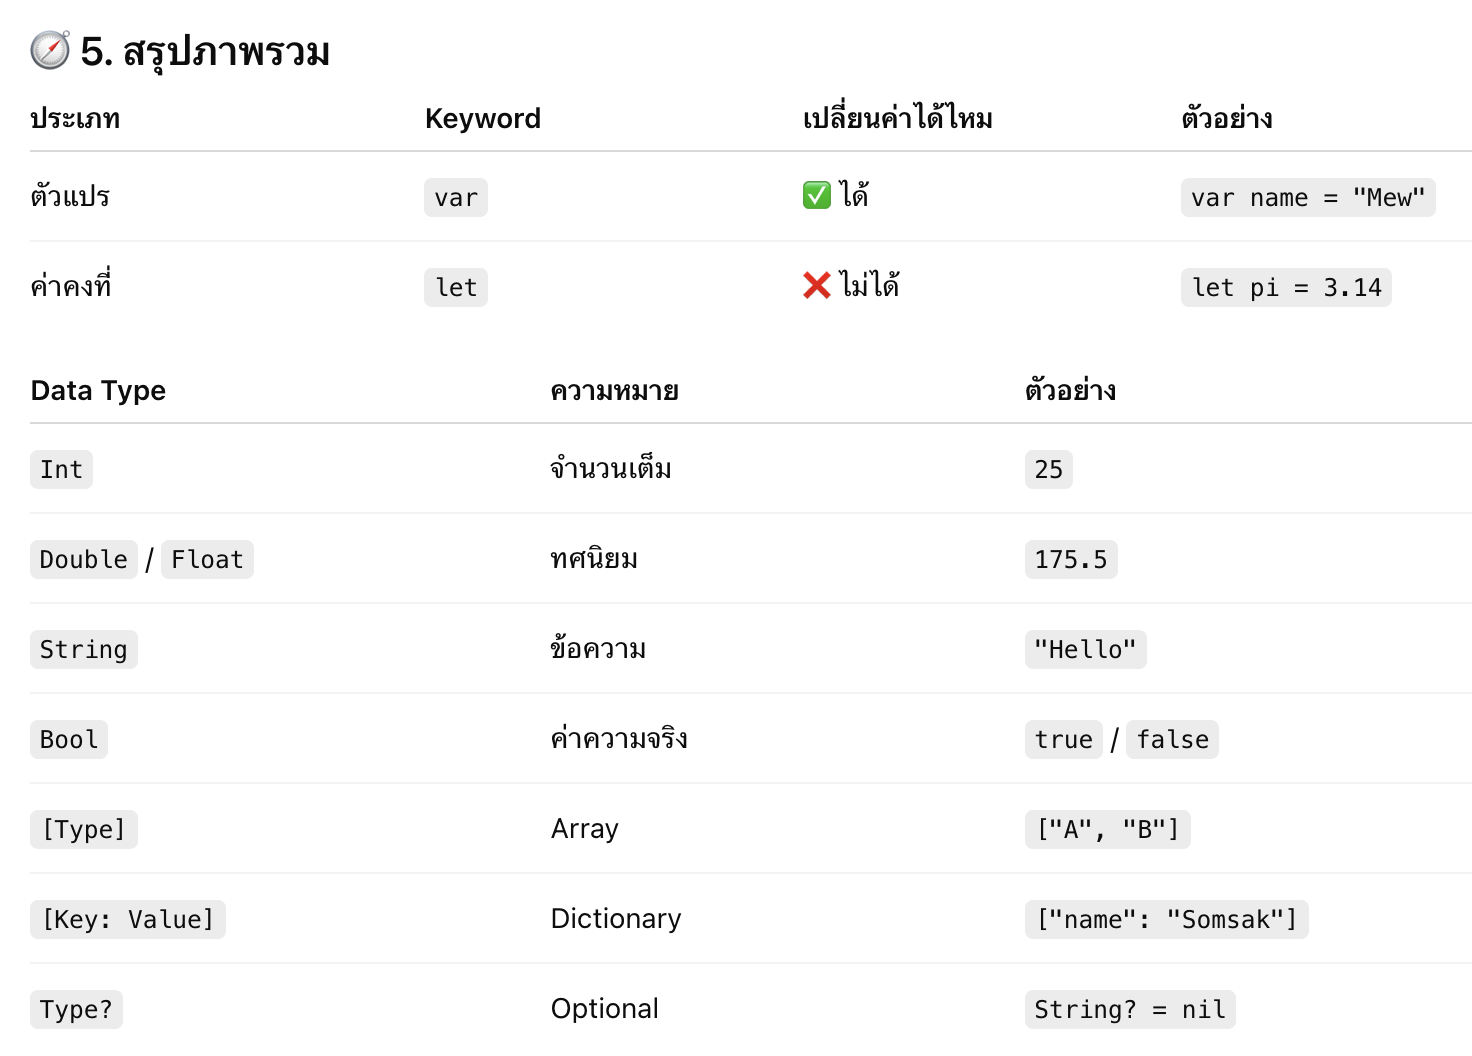 🧭 5. สรุปภาพรวม
ประเภท Keyword เปลี่ยนค่าได้ไหม ตัวอย่าง
ตัวแปร var ✅ ได้ var name = "Mew"
ค่าคงที่ let ❌ ไม่ได้ let pi = 3.14
Data Type ความหมาย ตัวอย่าง
Int จำนวนเต็ม 25
Double / Float ทศนิยม 175.5
String ข้อความ "Hello"
Bool ค่าความจริง true / false
[Type] Array ["A", "B"]
[Key: Value] Dictionary ["name": "Somsak"]
Type? Optional String? = nil